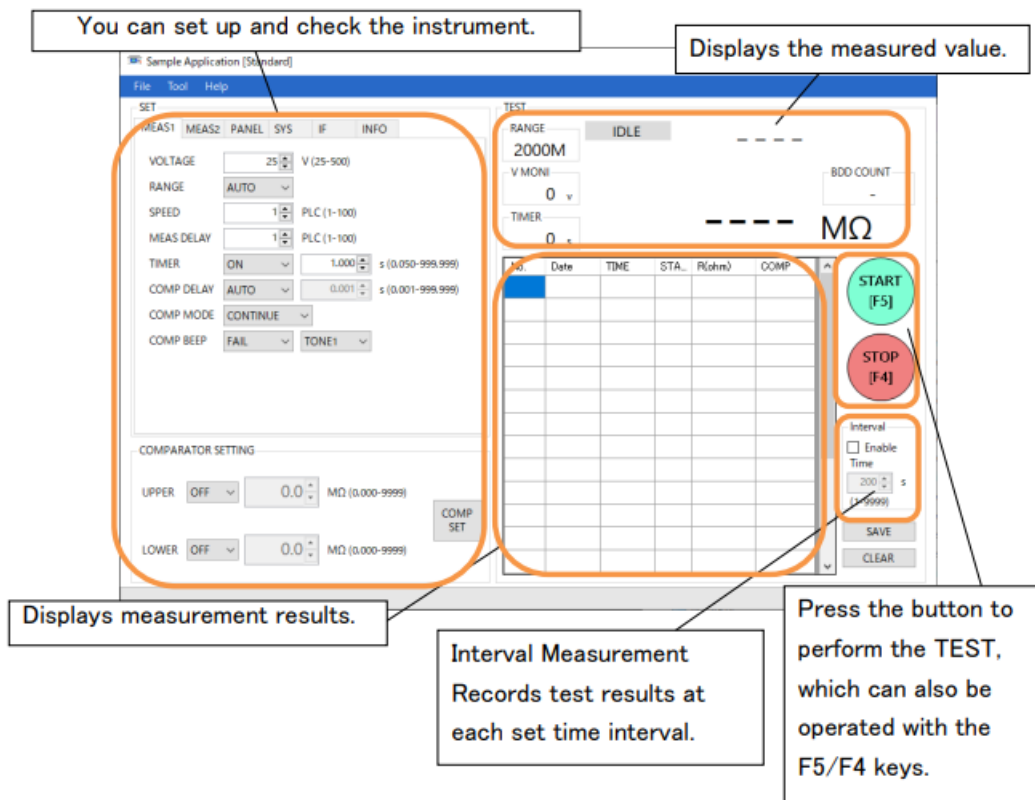 You can set up and check the instrument.
Displays the measured value.
Sample Application [Standard]
File Tool Help
SET
MEAS1 MEAS2 PANEL SYS IF INFO
VOLTAGE 25 V (25-500)
RANGE AUTO
SPEED 1 PLC (1-100)
MEAS DELAY 1 PLC (1-100)
TIMER ON 1.000 s (0.050-999.999)
COMP DELAY AUTO 0.001 s (0.001-999.999)
COMP MODE CONTINUE
COMP BEEP FAIL TONE1
COMPARATOR SETTING
UPPER OFF 0.0 MΩ (0.000-9999)
COMP
SET
LOWER OFF 0.0 MΩ (0.000-9999)
TEST
RANGE
2000M
IDLE
----
V MONI
0 v
BDD COUNT
-
TIMER
0 s
---- MΩ
No. Date TIME STA... R(ohm) COMP
START
[F5]
STOP
[F4]
Interval
Enable
Time
200 s
(1-9999)
SAVE
CLEAR
Displays measurement results.
Interval Measurement
Records test results at
each set time interval.
Press the button to
perform the TEST,
which can also be
operated with the
F5/F4 keys.